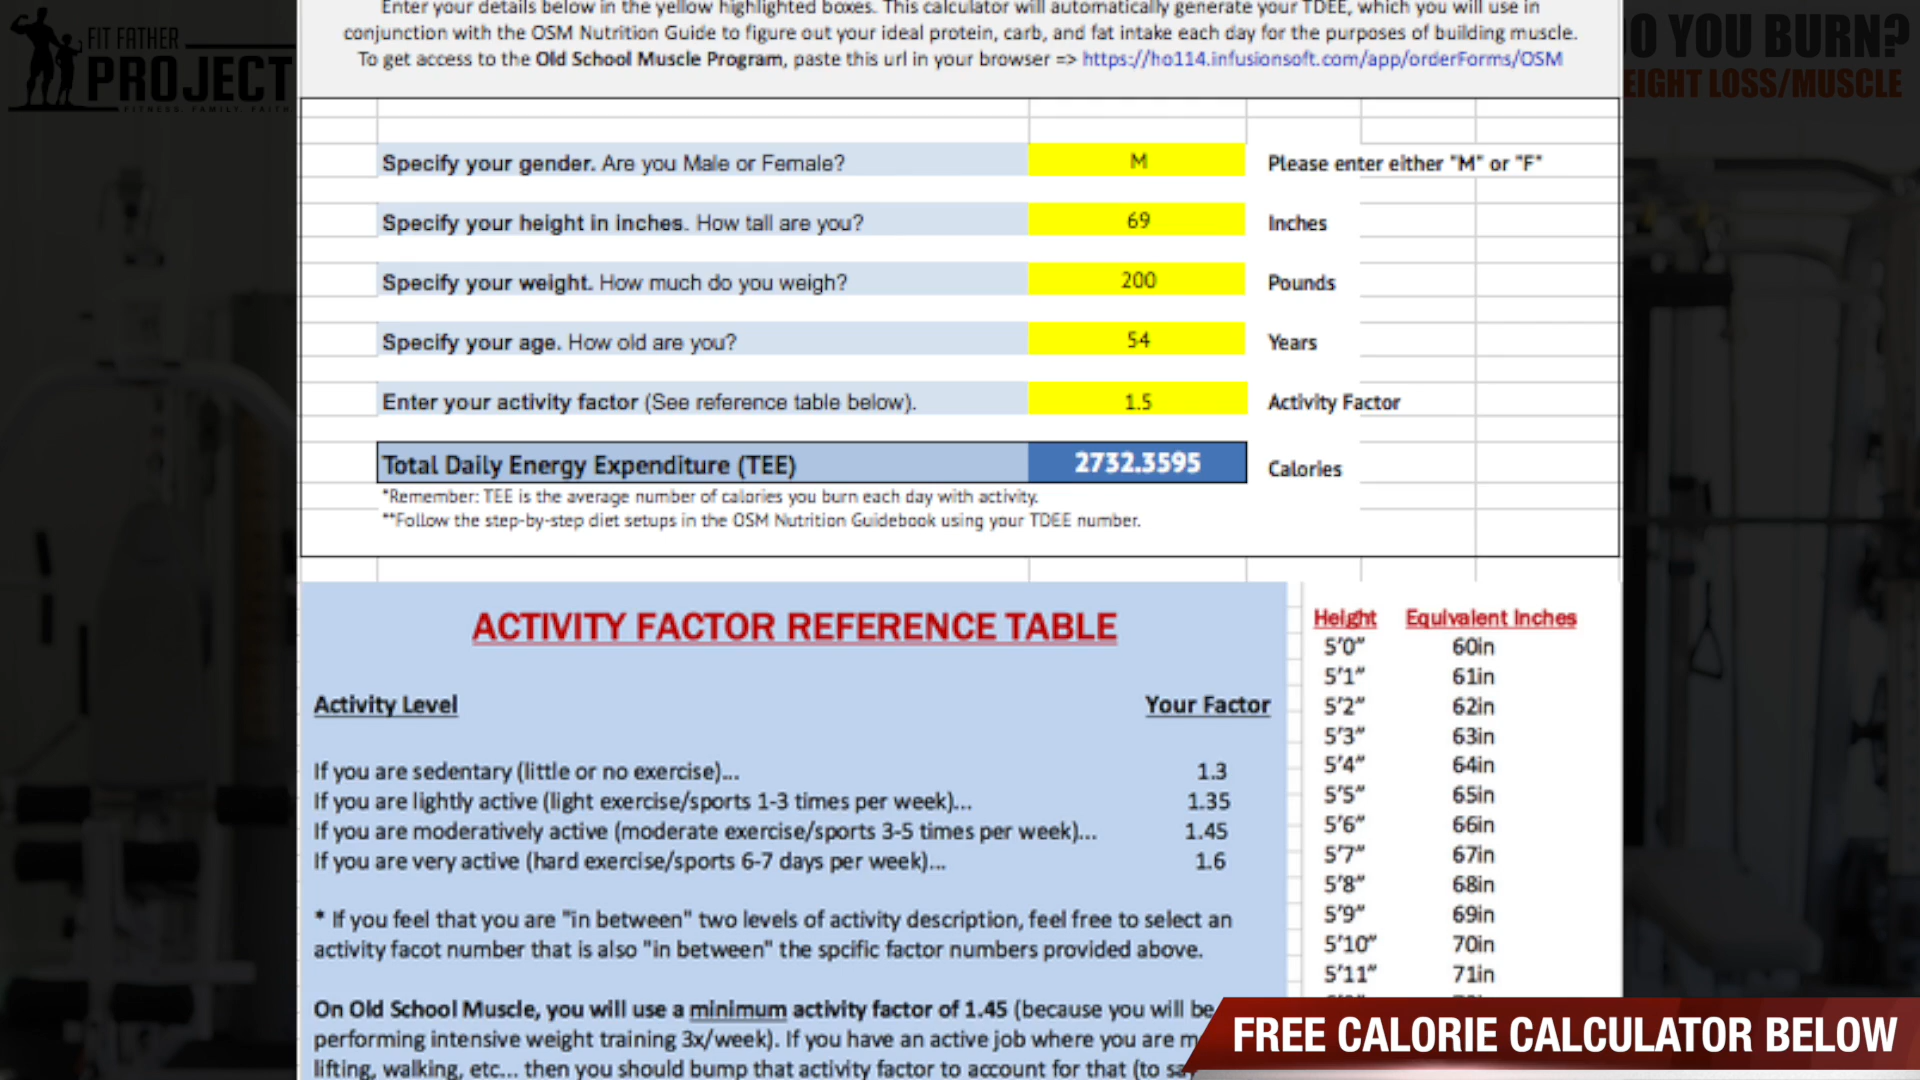 FIT FATHER
PROJECT
FITNESS. FAMILY. FAITH.
DO YOU BURN?
EIGHT LOSS/MUSCLE
Enter your details below in the yellow highlighted boxes. This calculator will automatically generate your TDEE, which you will use in
conjunction with the OSM Nutrition Guide to figure out your ideal protein, carb, and fat intake each day for the purposes of building muscle.
To get access to the Old School Muscle Program, paste this url in your browser => https://ho114.infusionsoft.com/app/orderForms/OSM
Specify your gender. Are you Male or Female? M Please enter either "M" or "F"
Specify your height in inches. How tall are you? 69 Inches
Specify your weight. How much do you weigh? 200 Pounds
Specify your age. How old are you? 54 Years
Enter your activity factor (See reference table below). 1.5 Activity Factor
Total Daily Energy Expenditure (TEE) 2732.3595 Calories
*Remember: TEE is the average number of calories you burn each day with activity.
**Follow the step-by-step diet setups in the OSM Nutrition Guidebook using your TDEE number.
ACTIVITY FACTOR REFERENCE TABLE
Activity Level Your Factor
If you are sedentary (little or no exercise)... 1.3
If you are lightly active (light exercise/sports 1-3 times per week)... 1.35
If you are moderatively active (moderate exercise/sports 3-5 times per week)... 1.45
If you are very active (hard exercise/sports 6-7 days per week)... 1.6
* If you feel that you are "in between" two levels of activity description, feel free to select an
activity facot number that is also "in between" the spcific factor numbers provided above.
On Old School Muscle, you will use a minimum activity factor of 1.45 (because you will be
performing intensive weight training 3x/week). If you have an active job where you are m
lifting, walking, etc... then you should bump that activity factor to account for that (to sa
Height Equivalent Inches
5'0" 60in
5'1" 61in
5'2" 62in
5'3" 63in
5'4" 64in
5'5" 65in
5'6" 66in
5'7" 67in
5'8" 68in
5'9" 69in
5'10" 70in
5'11" 71in
FREE CALORIE CALCULATOR BELOW